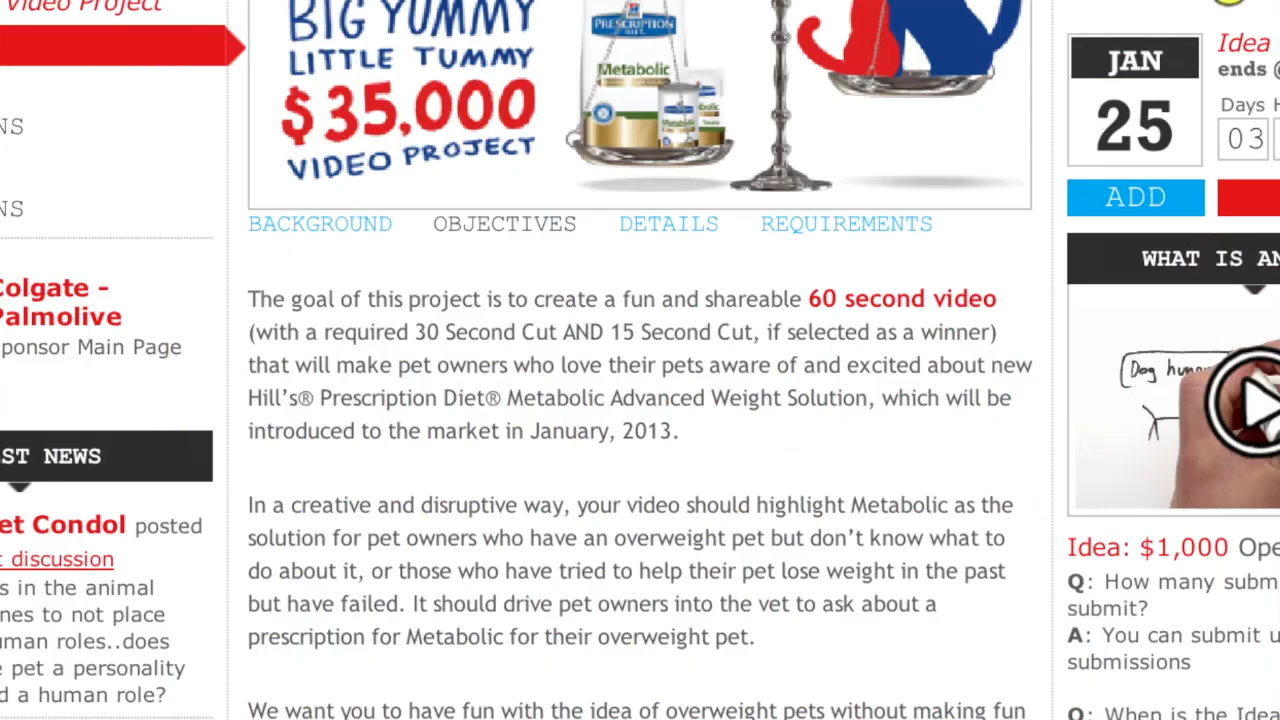 Video Project
NS
NS
Colgate -
Palmolive
ponsor Main Page
ST NEWS
et Condol posted
t discussion
s in the animal
nes to not place
uman roles..does
e pet a personality
d a human role?
BIG YUMMY
LITTLE TUMMY
$35,000
VIDEO PROJECT
Hill's
PRESCRIPTION
DIET
Metabolic
Metabolic
bolic
BACKGROUND OBJECTIVES DETAILS REQUIREMENTS
The goal of this project is to create a fun and shareable 60 second video
(with a required 30 Second Cut AND 15 Second Cut, if selected as a winner)
that will make pet owners who love their pets aware of and excited about new
Hill’s® Prescription Diet® Metabolic Advanced Weight Solution, which will be
introduced to the market in January, 2013.
In a creative and disruptive way, your video should highlight Metabolic as the
solution for pet owners who have an overweight pet but don’t know what to
do about it, or those who have tried to help their pet lose weight in the past
but have failed. It should drive pet owners into the vet to ask about a
prescription for Metabolic for their overweight pet.
We want you to have fun with the idea of overweight pets without making fun
JAN
25
Idea
ends @
Days H
03
ADD
WHAT IS AN
Dog hum
Idea: $1,000 Ope
Q: How many subm
submit?
A: You can submit u
submissions
Q: When is the Idea